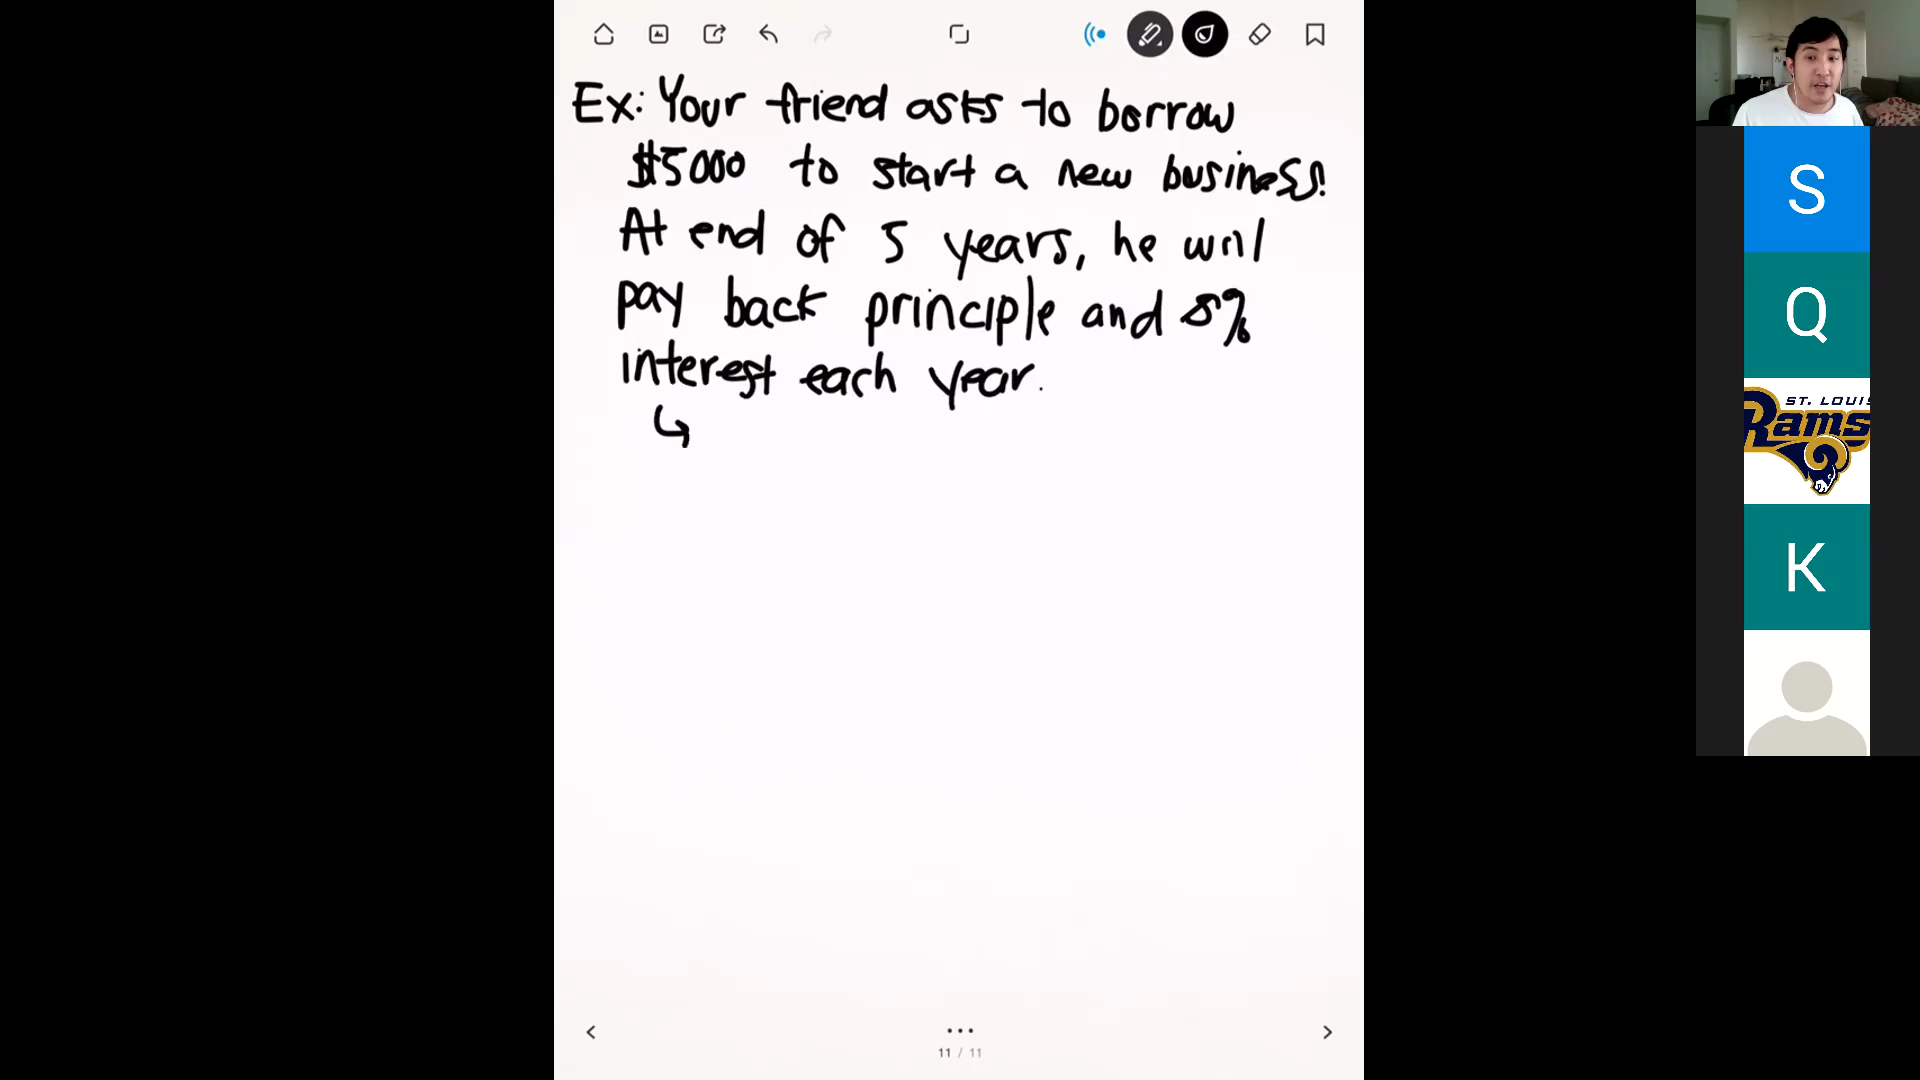 Ex: Your friend asks to borrow
$5000 to start a new business.
At end of 5 years, he will
pay back principle and 8%
interest each year.
11 / 11
S
Q
ST. LOUIS
Rams
K